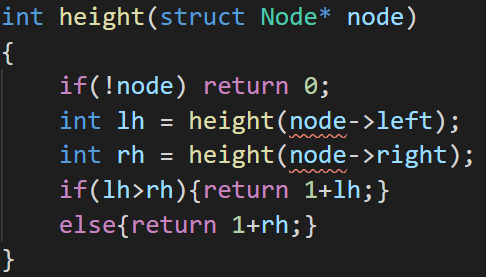 int height(struct Node* node)
{
    if(!node) return 0;
    int lh = height(node->left);
    int rh = height(node->right);
    if(lh>rh){return 1+lh;}
    else{return 1+rh;}
}